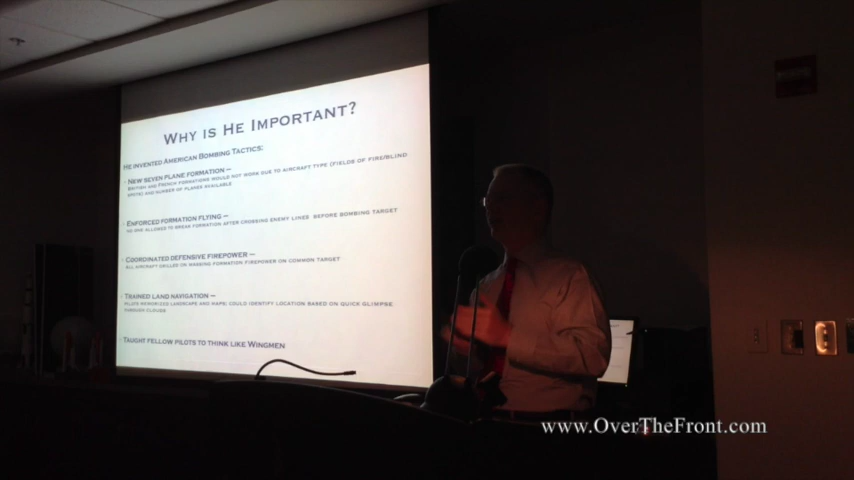 WHY IS HE IMPORTANT?
HE INVENTED AMERICAN BOMBING TACTICS:
· NEW SEVEN PLANE FORMATION –
BRITISH AND FRENCH FORMATIONS WOULD NOT WORK DUE TO AIRCRAFT TYPE (FIELDS OF FIRE/BLIND
SPOTS) AND NUMBER OF PLANES AVAILABLE
· ENFORCED FORMATION FLYING –
NO ONE ALLOWED TO BREAK FORMATION AFTER CROSSING ENEMY LINES BEFORE BOMBING TARGET
· COORDINATED DEFENSIVE FIREPOWER –
ALL AIRCRAFT DRILLED ON MASSING FORMATION FIREPOWER ON COMMON TARGET
· TRAINED LAND NAVIGATION –
PILOTS MEMORIZED LANDSCAPE AND MAPS; COULD IDENTIFY LOCATION BASED ON QUICK GLIMPSE
THROUGH CLOUDS
· TAUGHT FELLOW PILOTS TO THINK LIKE WINGMEN
www.OverTheFront.com